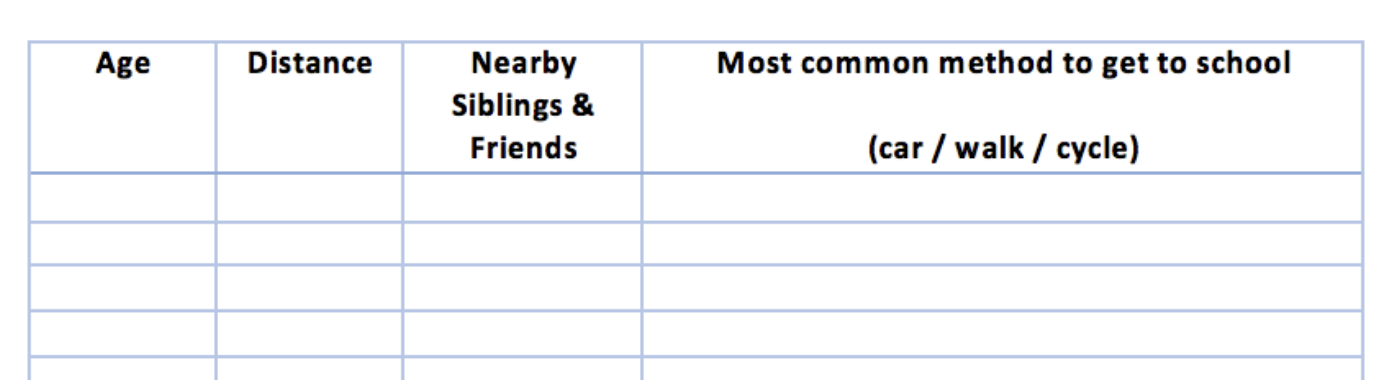 Age
Distance
Nearby
Siblings &
Friends
Most common method to get to school
(car / walk / cycle)